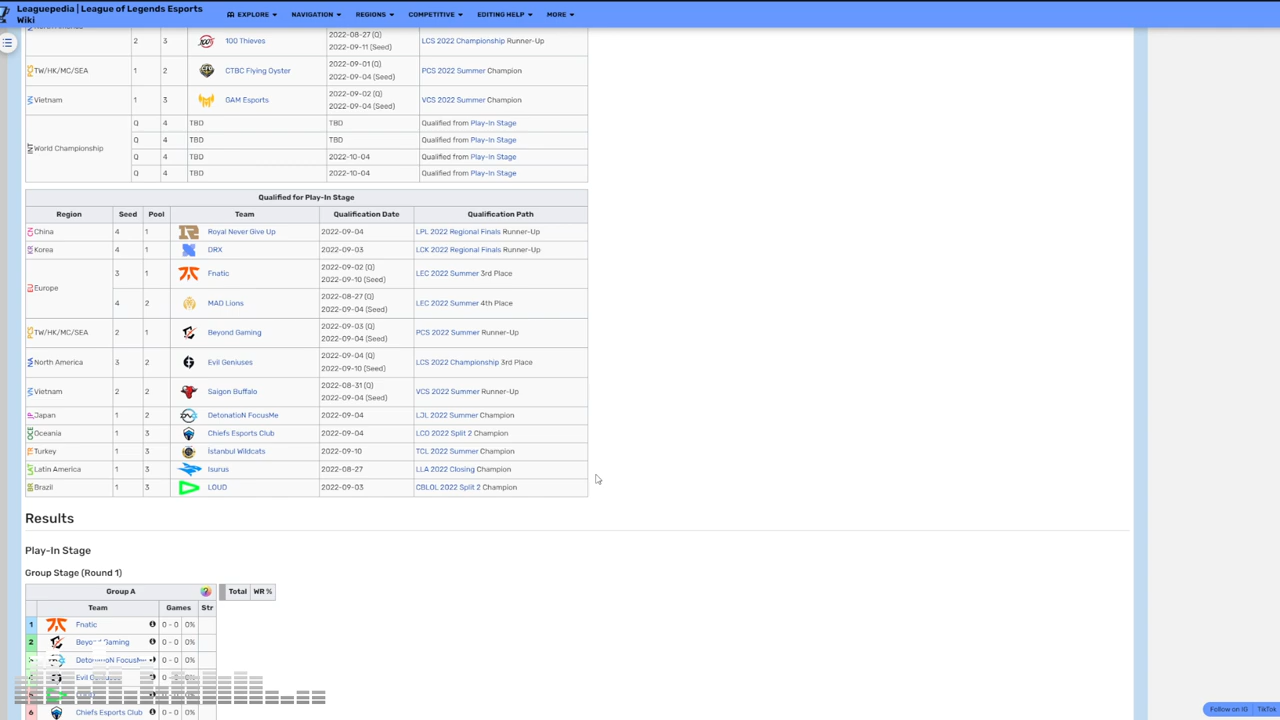 Leaguepedia | League of Legends Esports
Wiki
EXPLORE NAVIGATION REGIONS COMPETITIVE EDITING HELP MORE
2 3 100 Thieves 2022-08-27 (Q) LCS 2022 Championship Runner-Up
2022-09-11 (Seed)
TW/HK/MC/SEA 1 2 CTBC Flying Oyster 2022-09-01 (Q) PCS 2022 Summer Champion
2022-09-04 (Seed)
Vietnam 1 3 GAM Esports 2022-09-02 (Q) VCS 2022 Summer Champion
2022-09-04 (Seed)
World Championship Q 4 TBD TBD Qualified from Play-In Stage
Q 4 TBD TBD Qualified from Play-In Stage
Q 4 TBD 2022-10-04 Qualified from Play-In Stage
Q 4 TBD 2022-10-04 Qualified from Play-In Stage
Qualified for Play-In Stage
Region Seed Pool Team Qualification Date Qualification Path
China 4 1 Royal Never Give Up 2022-09-04 LPL 2022 Regional Finals Runner-Up
Korea 4 1 DRX 2022-09-03 LCK 2022 Regional Finals Runner-Up
Europe 3 1 Fnatic 2022-09-02 (Q) LEC 2022 Summer 3rd Place
2022-09-10 (Seed)
4 2 MAD Lions 2022-08-27 (Q) LEC 2022 Summer 4th Place
2022-09-04 (Seed)
TW/HK/MC/SEA 2 1 Beyond Gaming 2022-09-03 (Q) PCS 2022 Summer Runner-Up
2022-09-04 (Seed)
North America 3 2 Evil Geniuses 2022-09-04 (Q) LCS 2022 Championship 3rd Place
2022-09-10 (Seed)
Vietnam 2 2 Saigon Buffalo 2022-08-31 (Q) VCS 2022 Summer Runner-Up
2022-09-04 (Seed)
Japan 1 2 DetonatioN FocusMe 2022-09-04 LJL 2022 Summer Champion
Oceania 1 3 Chiefs Esports Club 2022-09-04 LCO 2022 Split 2 Champion
Turkey 1 3 İstanbul Wildcats 2022-09-10 TCL 2022 Summer Champion
Latin America 1 3 Isurus 2022-08-27 LLA 2022 Closing Champion
Brazil 1 3 LOUD 2022-09-03 CBLOL 2022 Split 2 Champion
Results
Play-In Stage
Group Stage (Round 1)
Group A Total WR %
Team Games Str
1 Fnatic 0 - 0 0%
2 Beyond Gaming 0 - 0 0%
DetonatioN FocusMe 0 - 0 0%
Evil 0 - 0 0%
6 Chiefs Esports Club 0 - 0 0%
Follow on IG TikTok